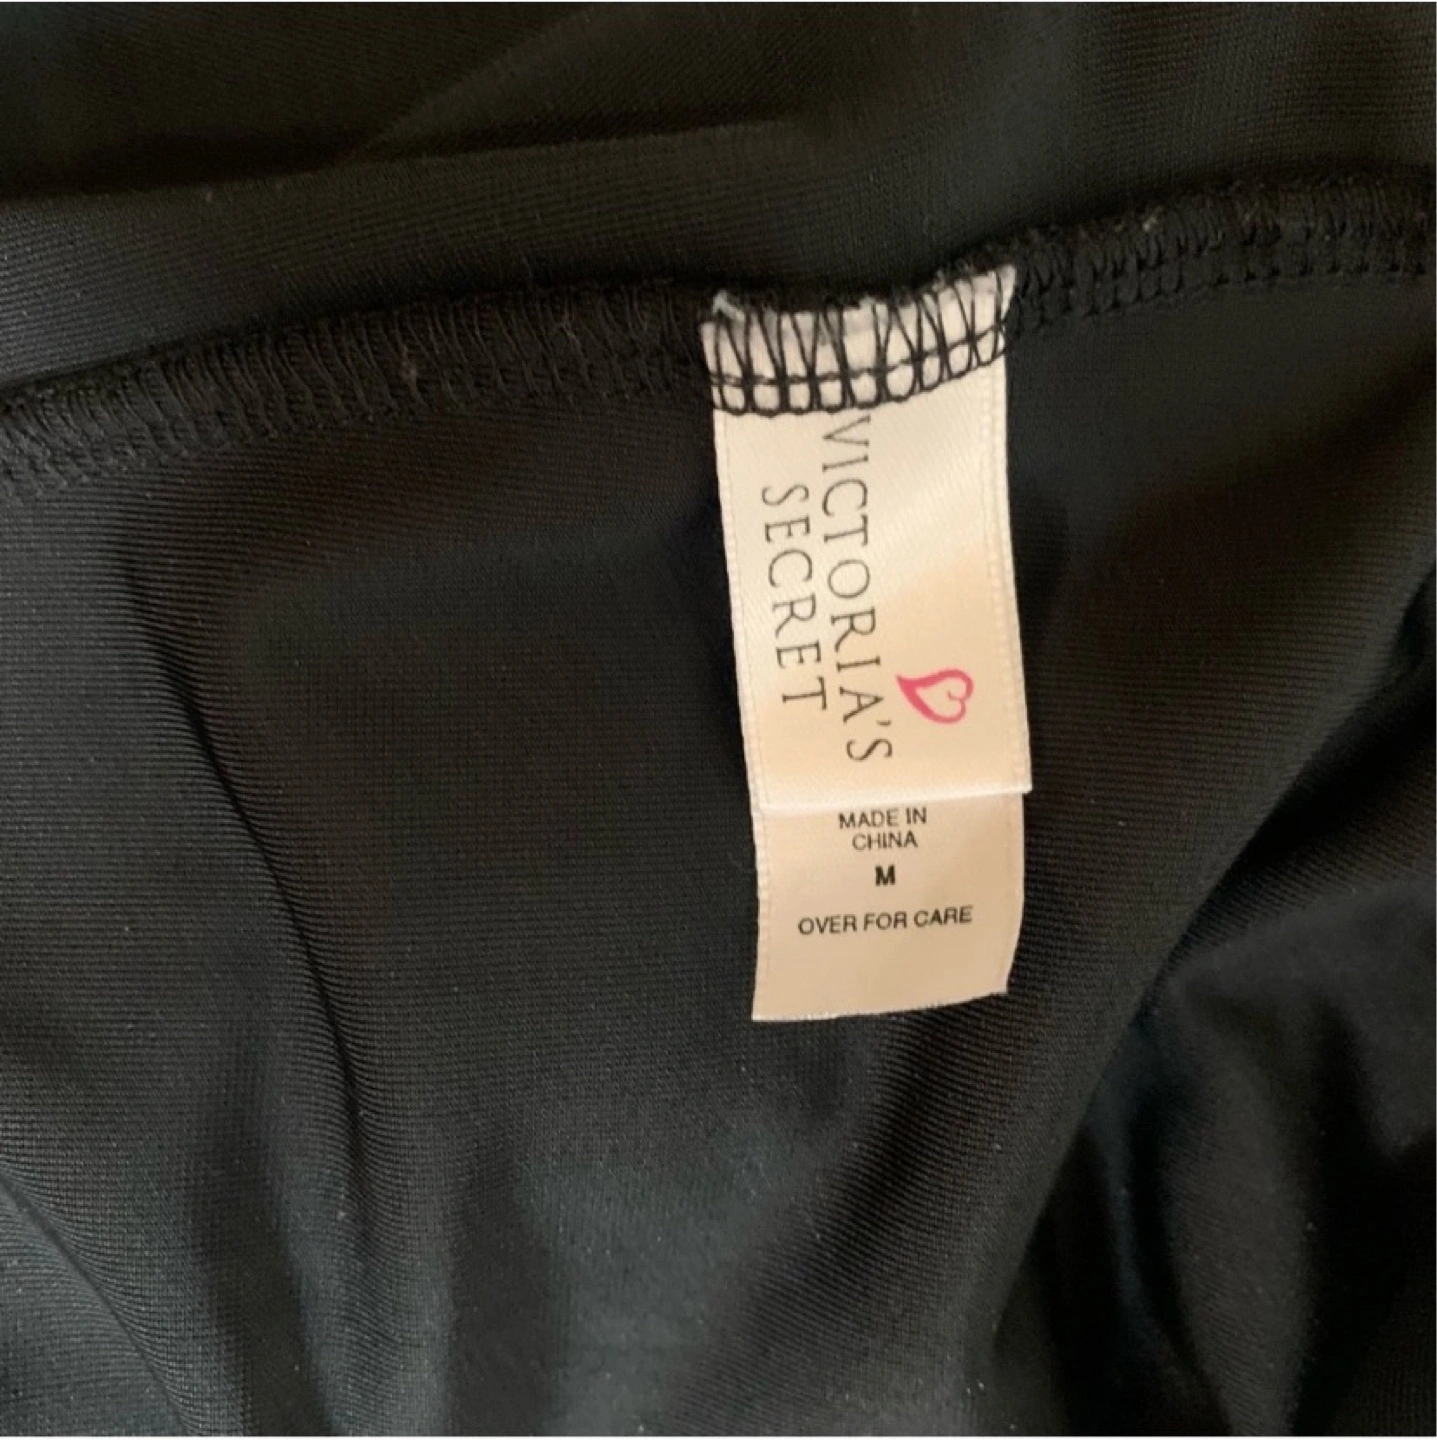 VICTORIA'S
SECRET
MADE IN
CHINA
M
OVER FOR CARE